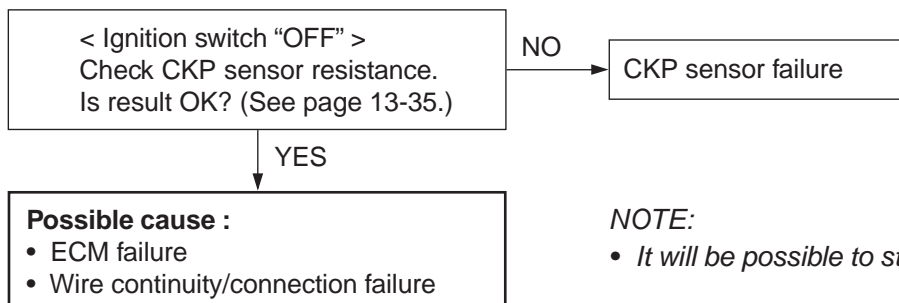 < Ignition switch “OFF” >
Check CKP sensor resistance.
Is result OK? (See page 13-35.)
NO
CKP sensor failure
YES
Possible cause :
• ECM failure
• Wire continuity/connection failure
NOTE:
• It will be possible to